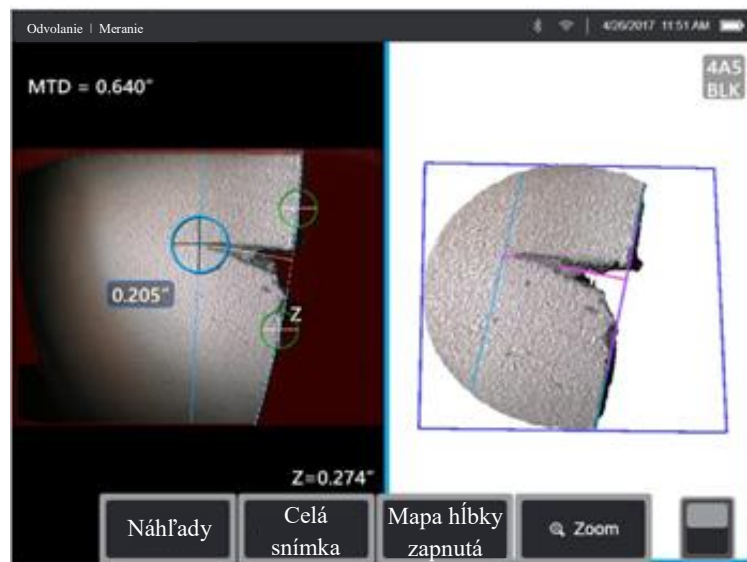 Odvolanie | Meranie
4/26/2017 11:51 AM
MTD = 0.640"
4A5
BLK
0.205"
Z
Z=0.274"
Náhľady
Celá
snímka
Mapa hĺbky
zapnutá
Zoom